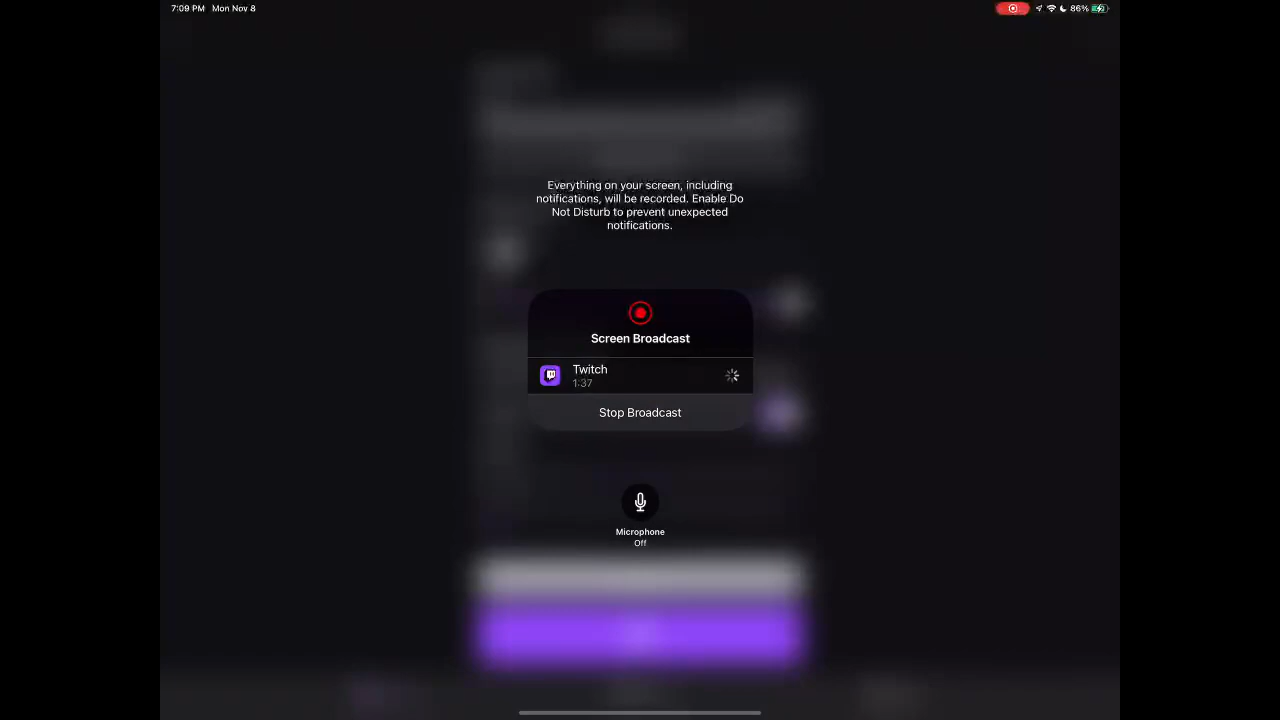 7:09 PM Mon Nov 8
86%
Everything on your screen, including
notifications, will be recorded. Enable Do
Not Disturb to prevent unexpected
notifications.
Screen Broadcast
Twitch
1:37
Stop Broadcast
Microphone
Off